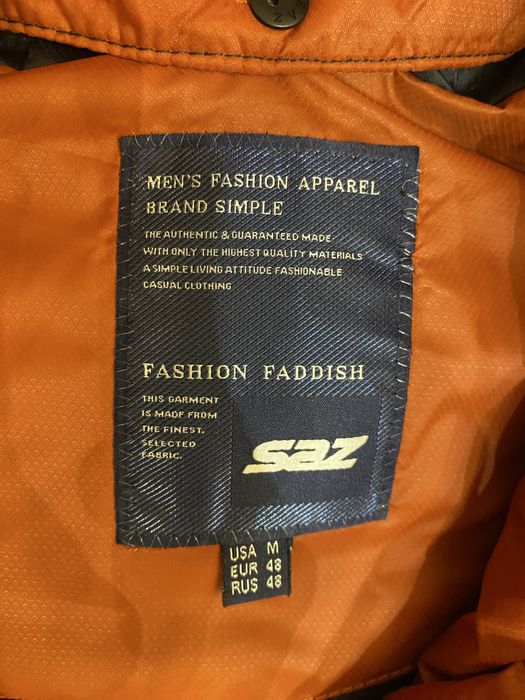 SAZ
MEN'S FASHION APPAREL
BRAND SIMPLE
THE AUTHENTIC & GUARANTEED MADE
WITH ONLY THE HIGHEST QUALITY MATERIALS
A SIMPLE LIVING ATTITUDE FASHIONABLE
CASUAL CLOTHING
FASHION FADDISH
THIS GARMENT
IS MADE FROM
THE FINEST,
SELECTED
FABRIC.
saz
USA M
EUR 48
RUS 48